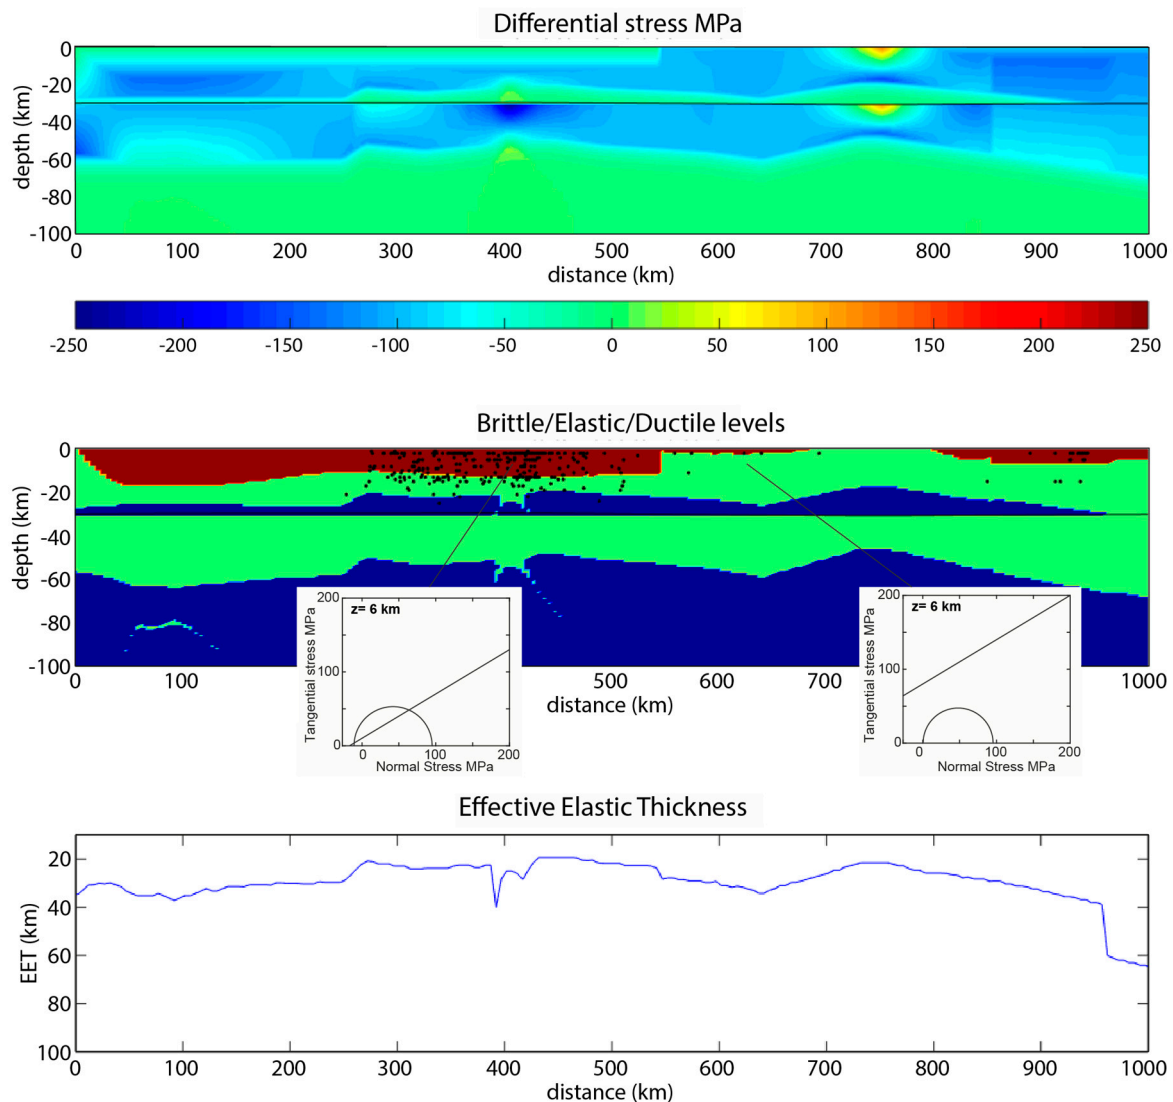 Differential stress MPa
depth (km)
0
-20
-40
-60
-80
-100
0 100 200 300 400 500 600 700 800 900 1000
distance (km)
-250 -200 -150 -100 -50 0 50 100 150 200 250
Brittle/Elastic/Ductile levels
depth (km)
0
-20
-40
-60
-80
-100
0 100 500 700 1000
distance (km)
z= 6 km
Tangential stress MPa
200
100
0
0 100 200
Normal Stress MPa
z= 6 km
Tangential stress MPa
200
100
0
0 100 200
Normal Stress MPa
Effective Elastic Thickness
EET (km)
20
40
60
80
100
0 100 200 300 400 500 600 700 800 900 1000
distance (km)